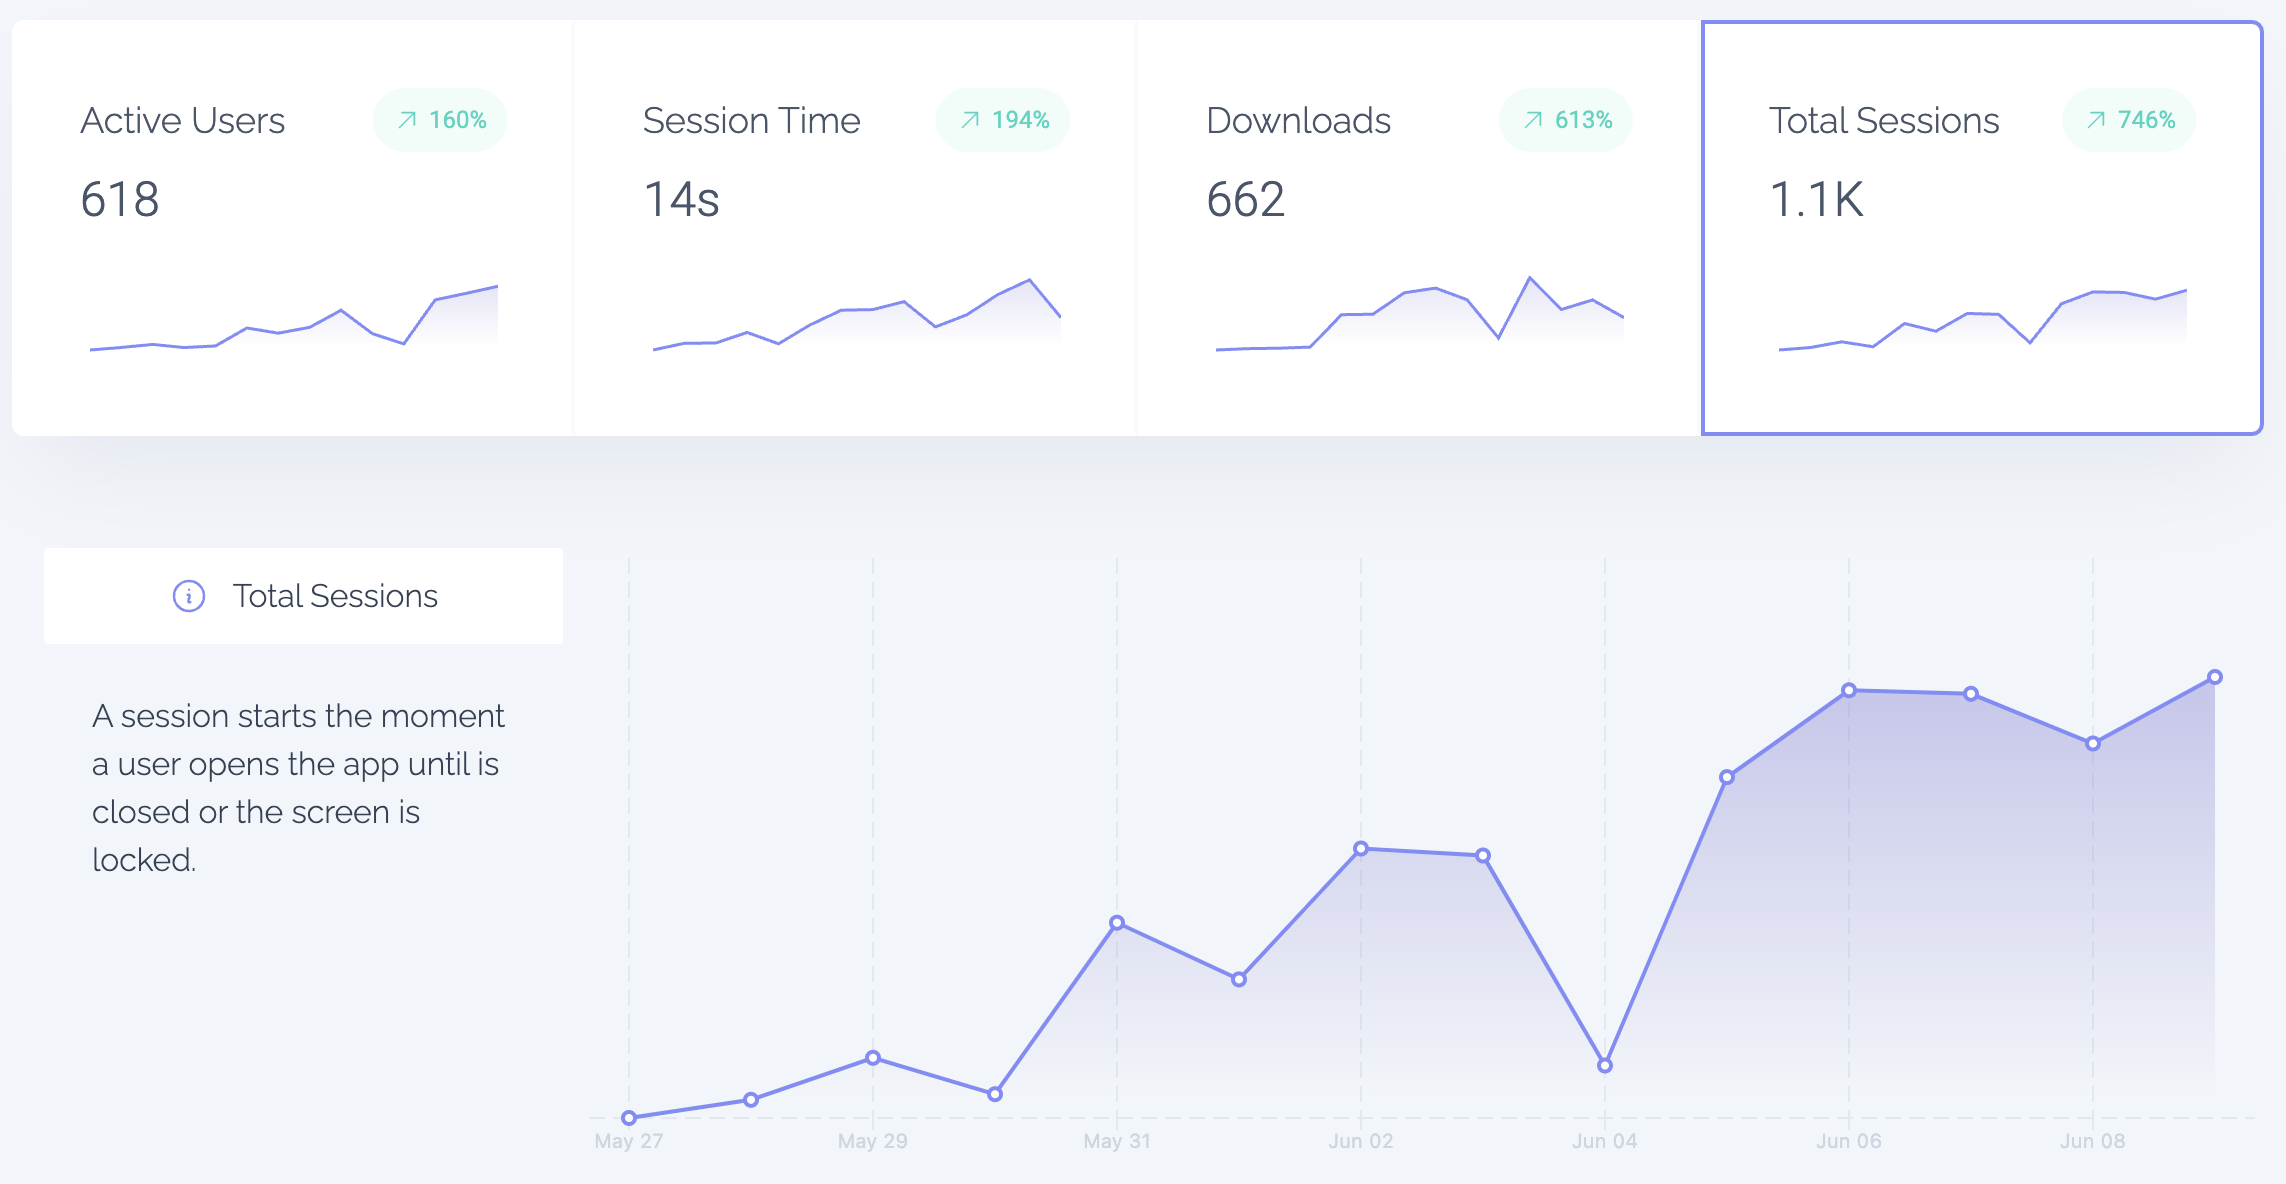 Active Users
160%
618
Session Time
194%
14s
Downloads
613%
662
Total Sessions
746%
1.1K
Total Sessions
A session starts the moment
a user opens the app until is
closed or the screen is
locked.
May 27
May 29
May 31
Jun 02
Jun 04
Jun 06
Jun 08